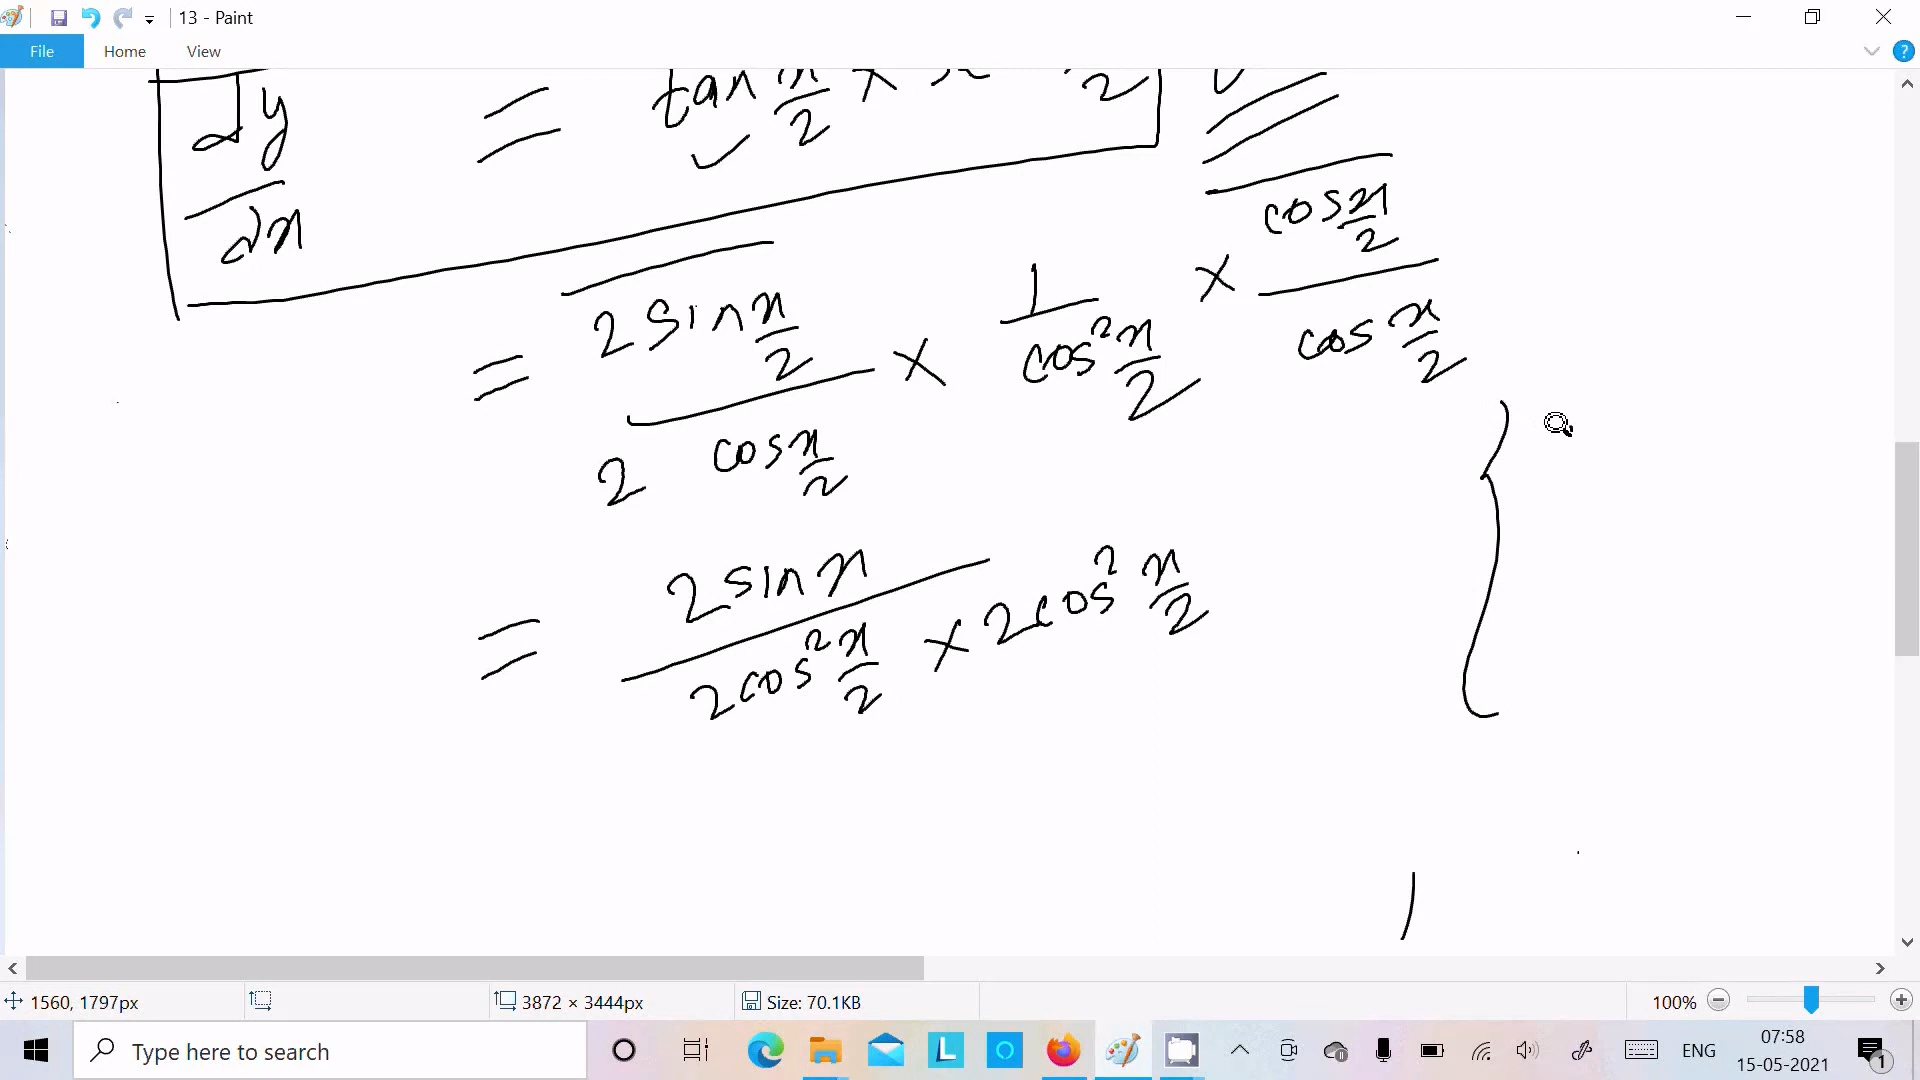 13 - Paint
File Home View
dy/dx = tan x/2 ×
= 2 sin x/2 / 2 cos x/2 × 1 / cos² x/2 × cos x/2 / cos x/2
= 2 sin x / 2cos² x/2 × 2cos² x/2
1560, 1797px 3872 × 3444px Size: 70.1KB 100%
Type here to search ENG 07:58
15-05-2021 1